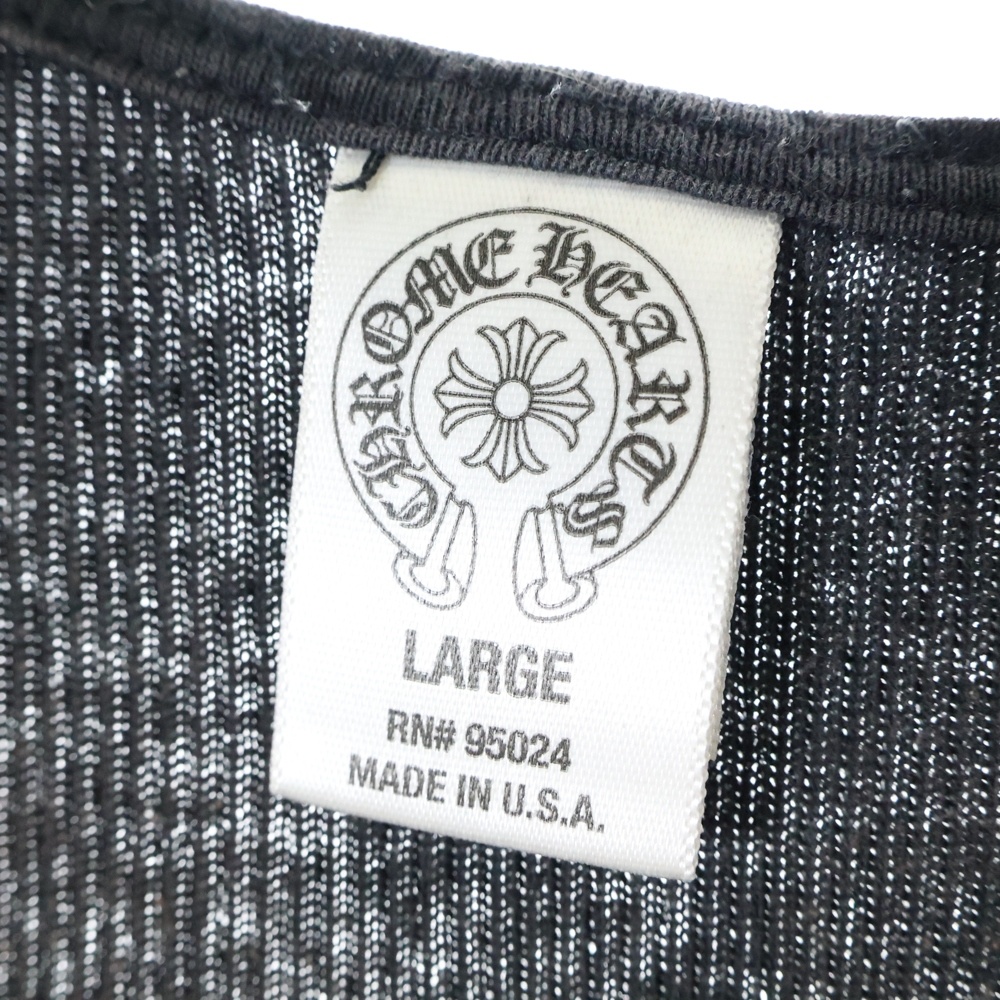 CHROME HEARTS
LARGE
RN# 95024
MADE IN U.S.A.